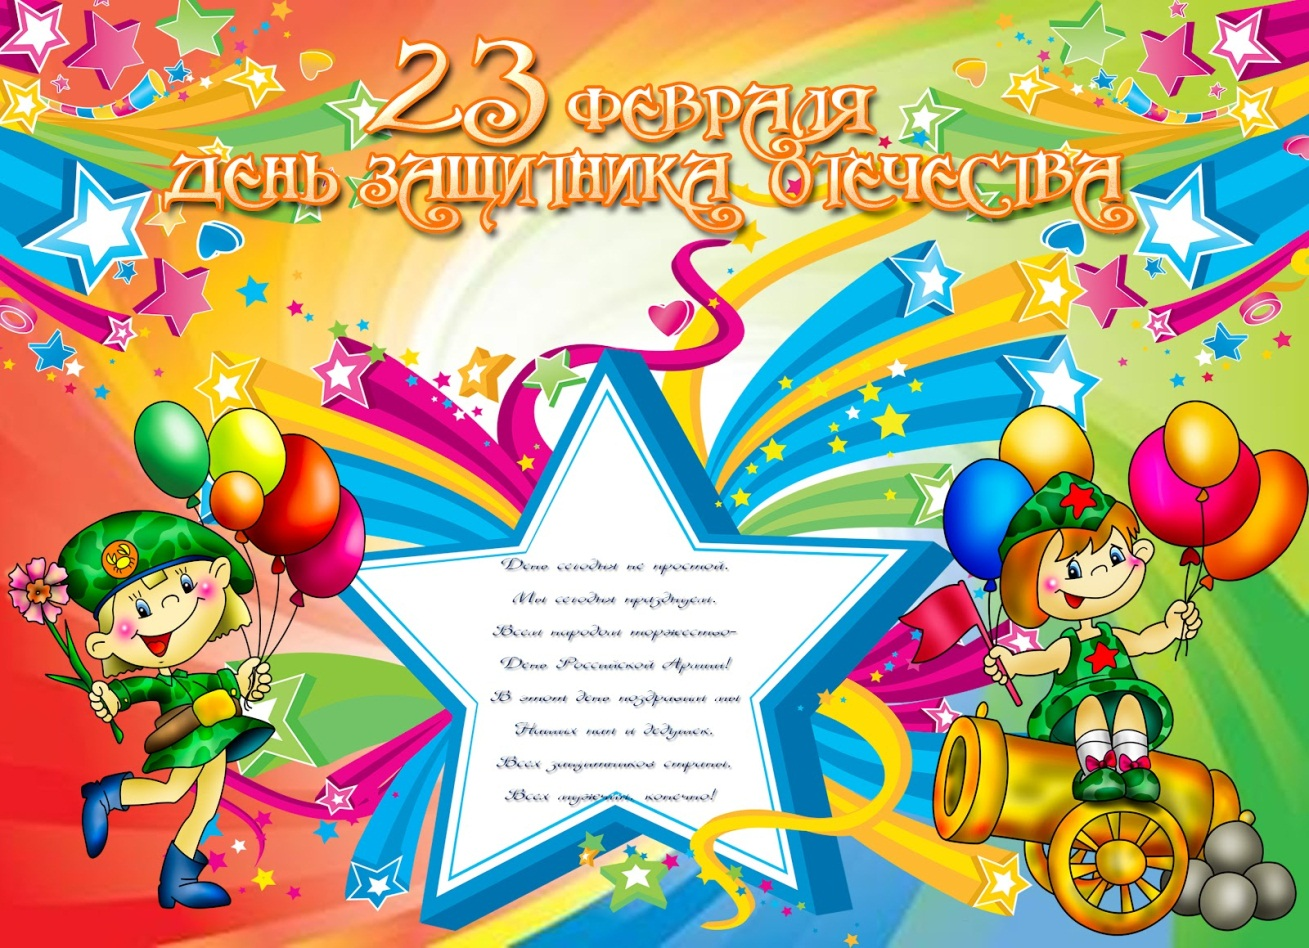 23 ФЕВРАЛЯ
ДЕНЬ ЗАЩИТНИКА ОТЕЧЕСТВА
День сегодня не простой.
Мы сегодня празднуем.
Всем народом торжество-
День Российской Армии!
В этот день поздравим мы
Наших пап и дедушек.
Всех защитников страны,
Всех мужчин, конечно!